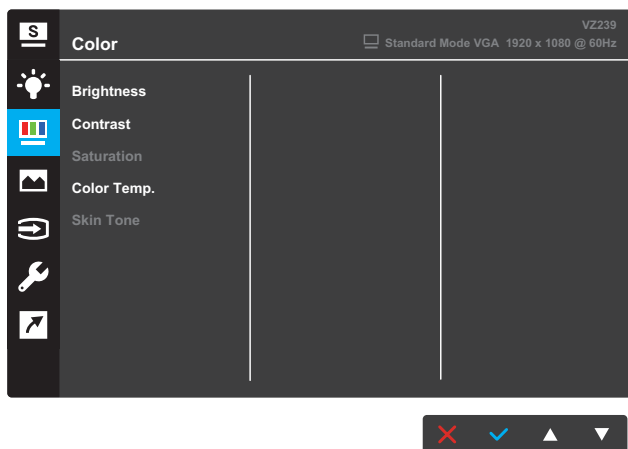 S
VZ239
Color
Standard Mode VGA 1920 x 1080 @ 60Hz
Brightness
Contrast
Saturation
Color Temp.
Skin Tone